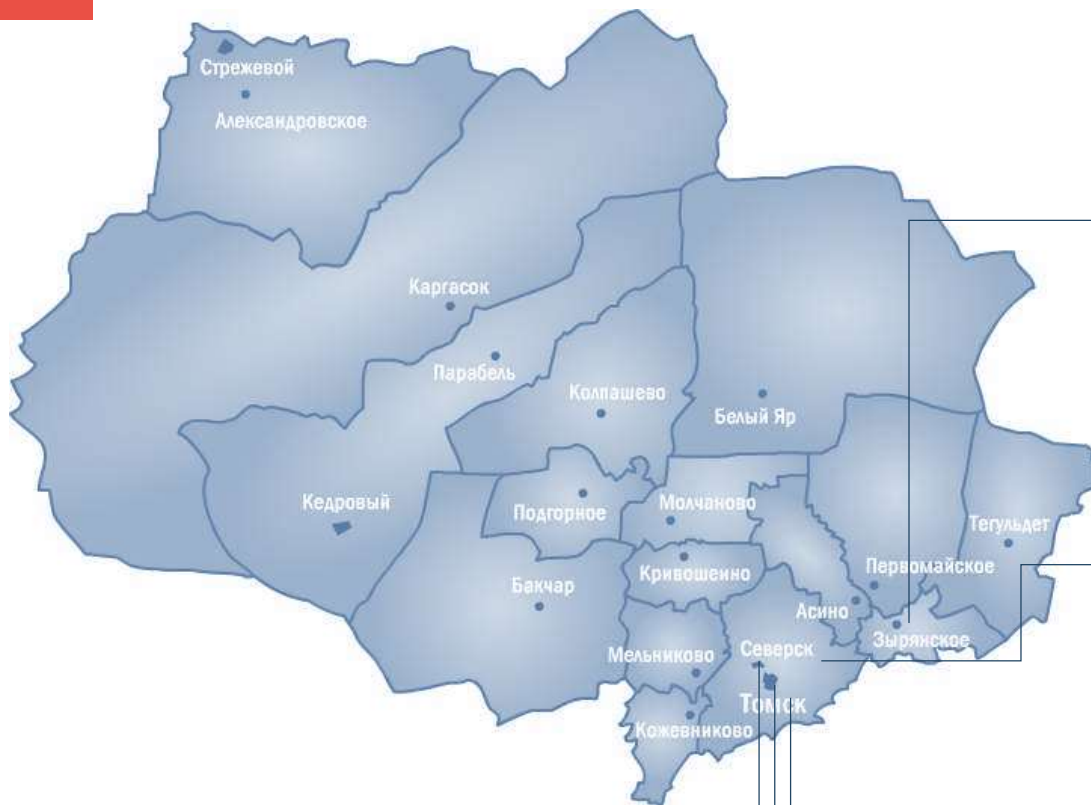 Стрежевой
Александровское
Каргасок
Парабель
Колпашево
Белый Яр
Кедровый
Подгорное
Молчаново
Тегульдет
Кривошеино
Первомайское
Бакчар
Асино
Зырянское
Мельниково
Северск
Томск
Кожевниково